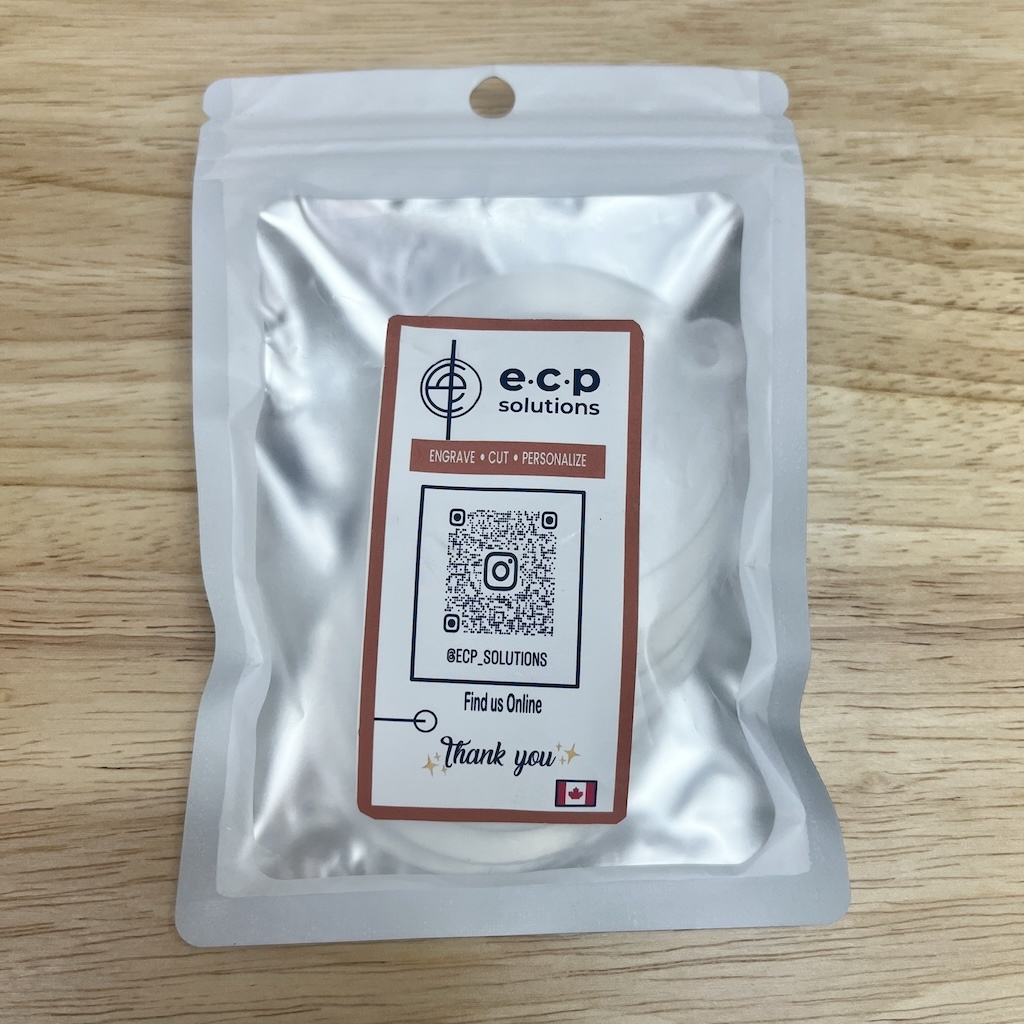 e·c·p
solutions
ENGRAVE • CUT • PERSONALIZE
@ECP_SOLUTIONS
Find us Online
Thank you